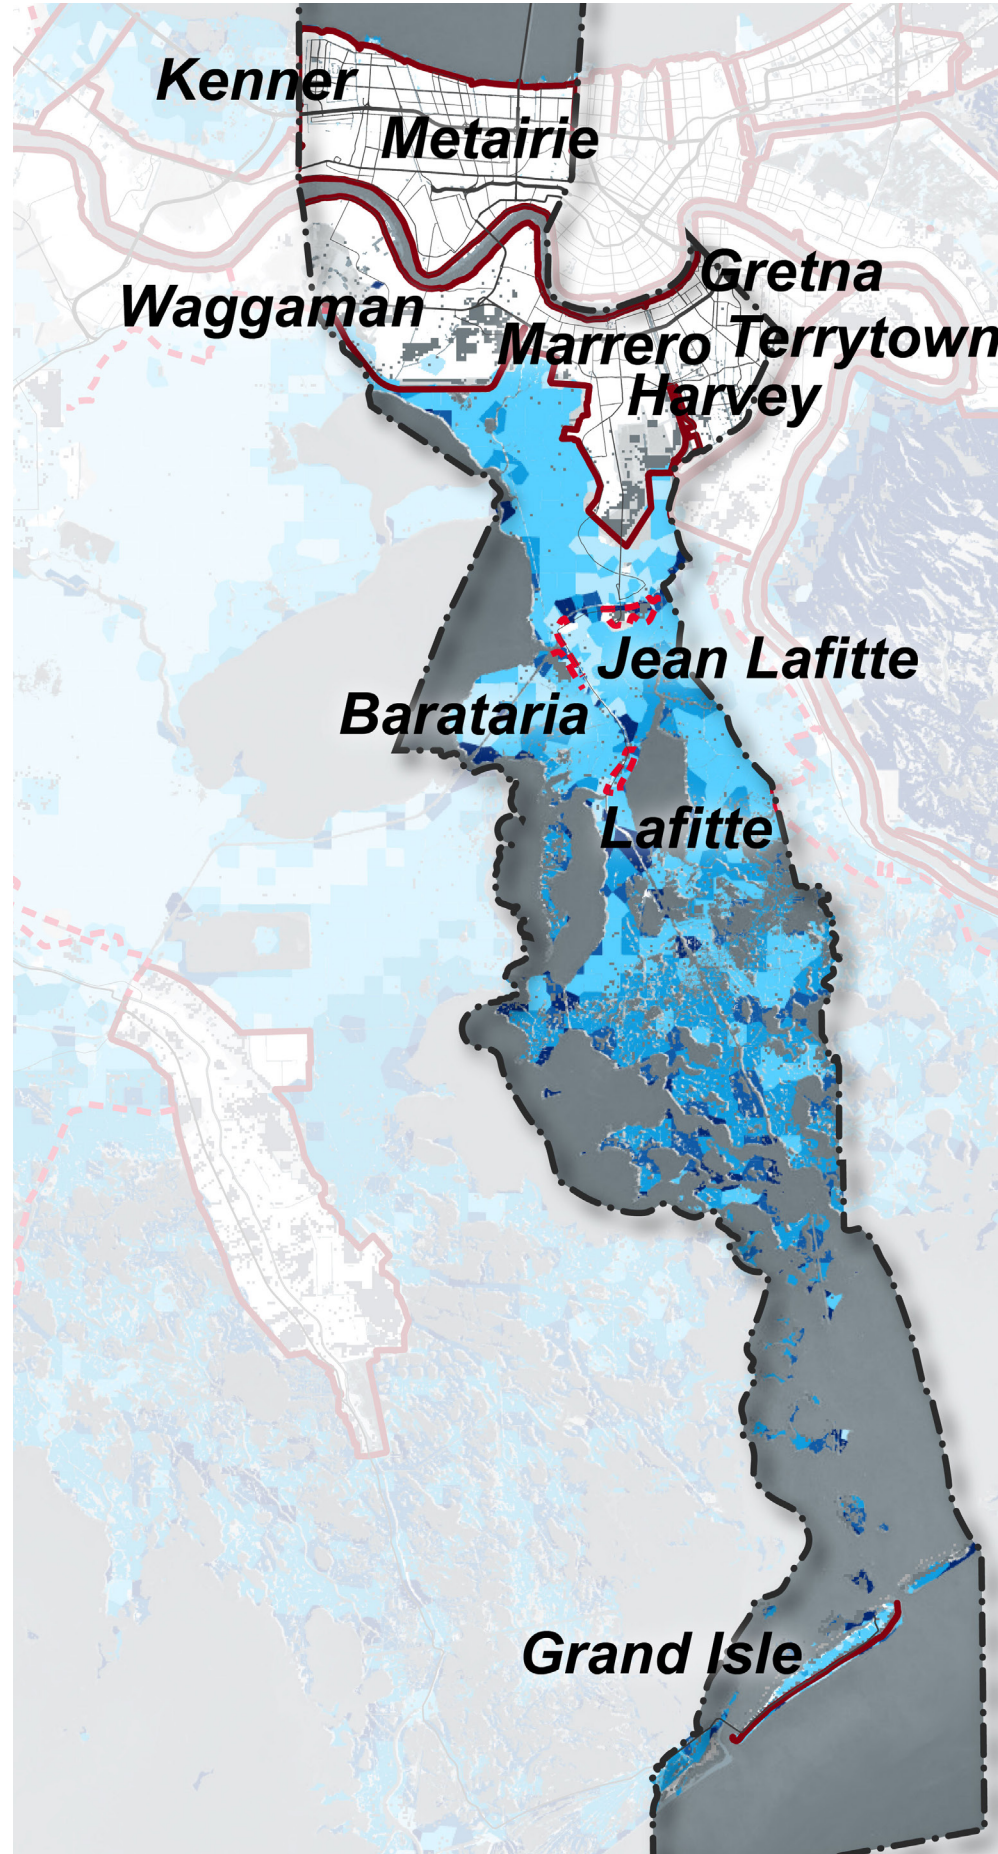 Kenner
Metairie
Gretna
Waggaman
Marrero
Terrytown
Harvey
Jean Lafitte
Barataria
Lafitte
Grand Isle